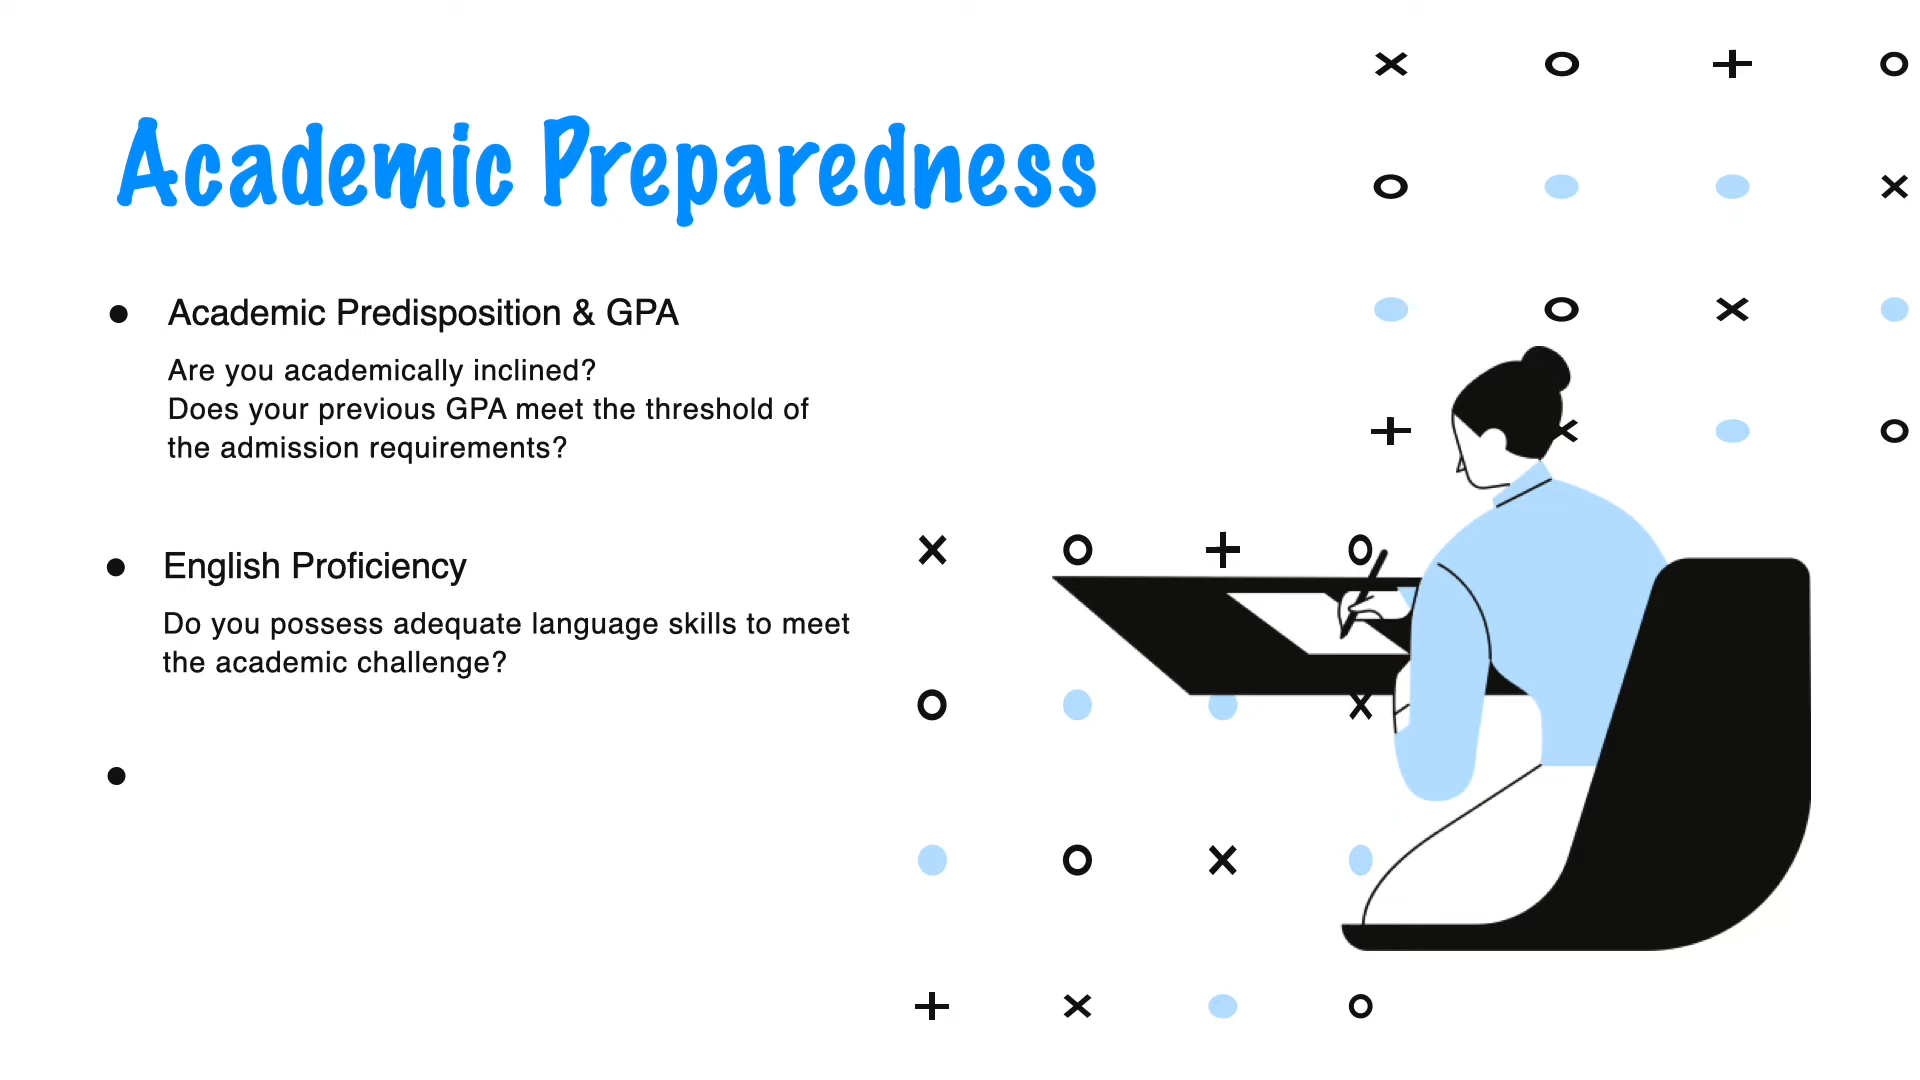 Academic Preparedness
● Academic Predisposition & GPA
Are you academically inclined?
Does your previous GPA meet the threshold of
the admission requirements?
● English Proficiency
Do you possess adequate language skills to meet
the academic challenge?
●